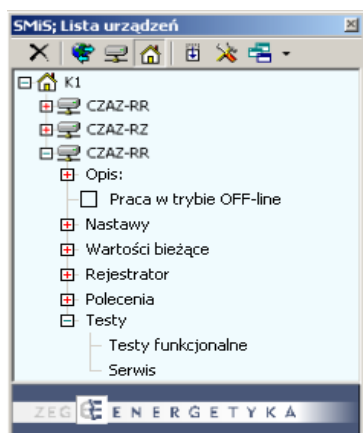 SMiS; Lista urządzeń
K1
CZAZ-RR
CZAZ-RZ
CZAZ-RR
Opis:
Praca w trybie OFF-line
Nastawy
Wartości bieżące
Rejestrator
Polecenia
Testy
Testy funkcjonalne
Serwis
ZEG ENERGETYKA